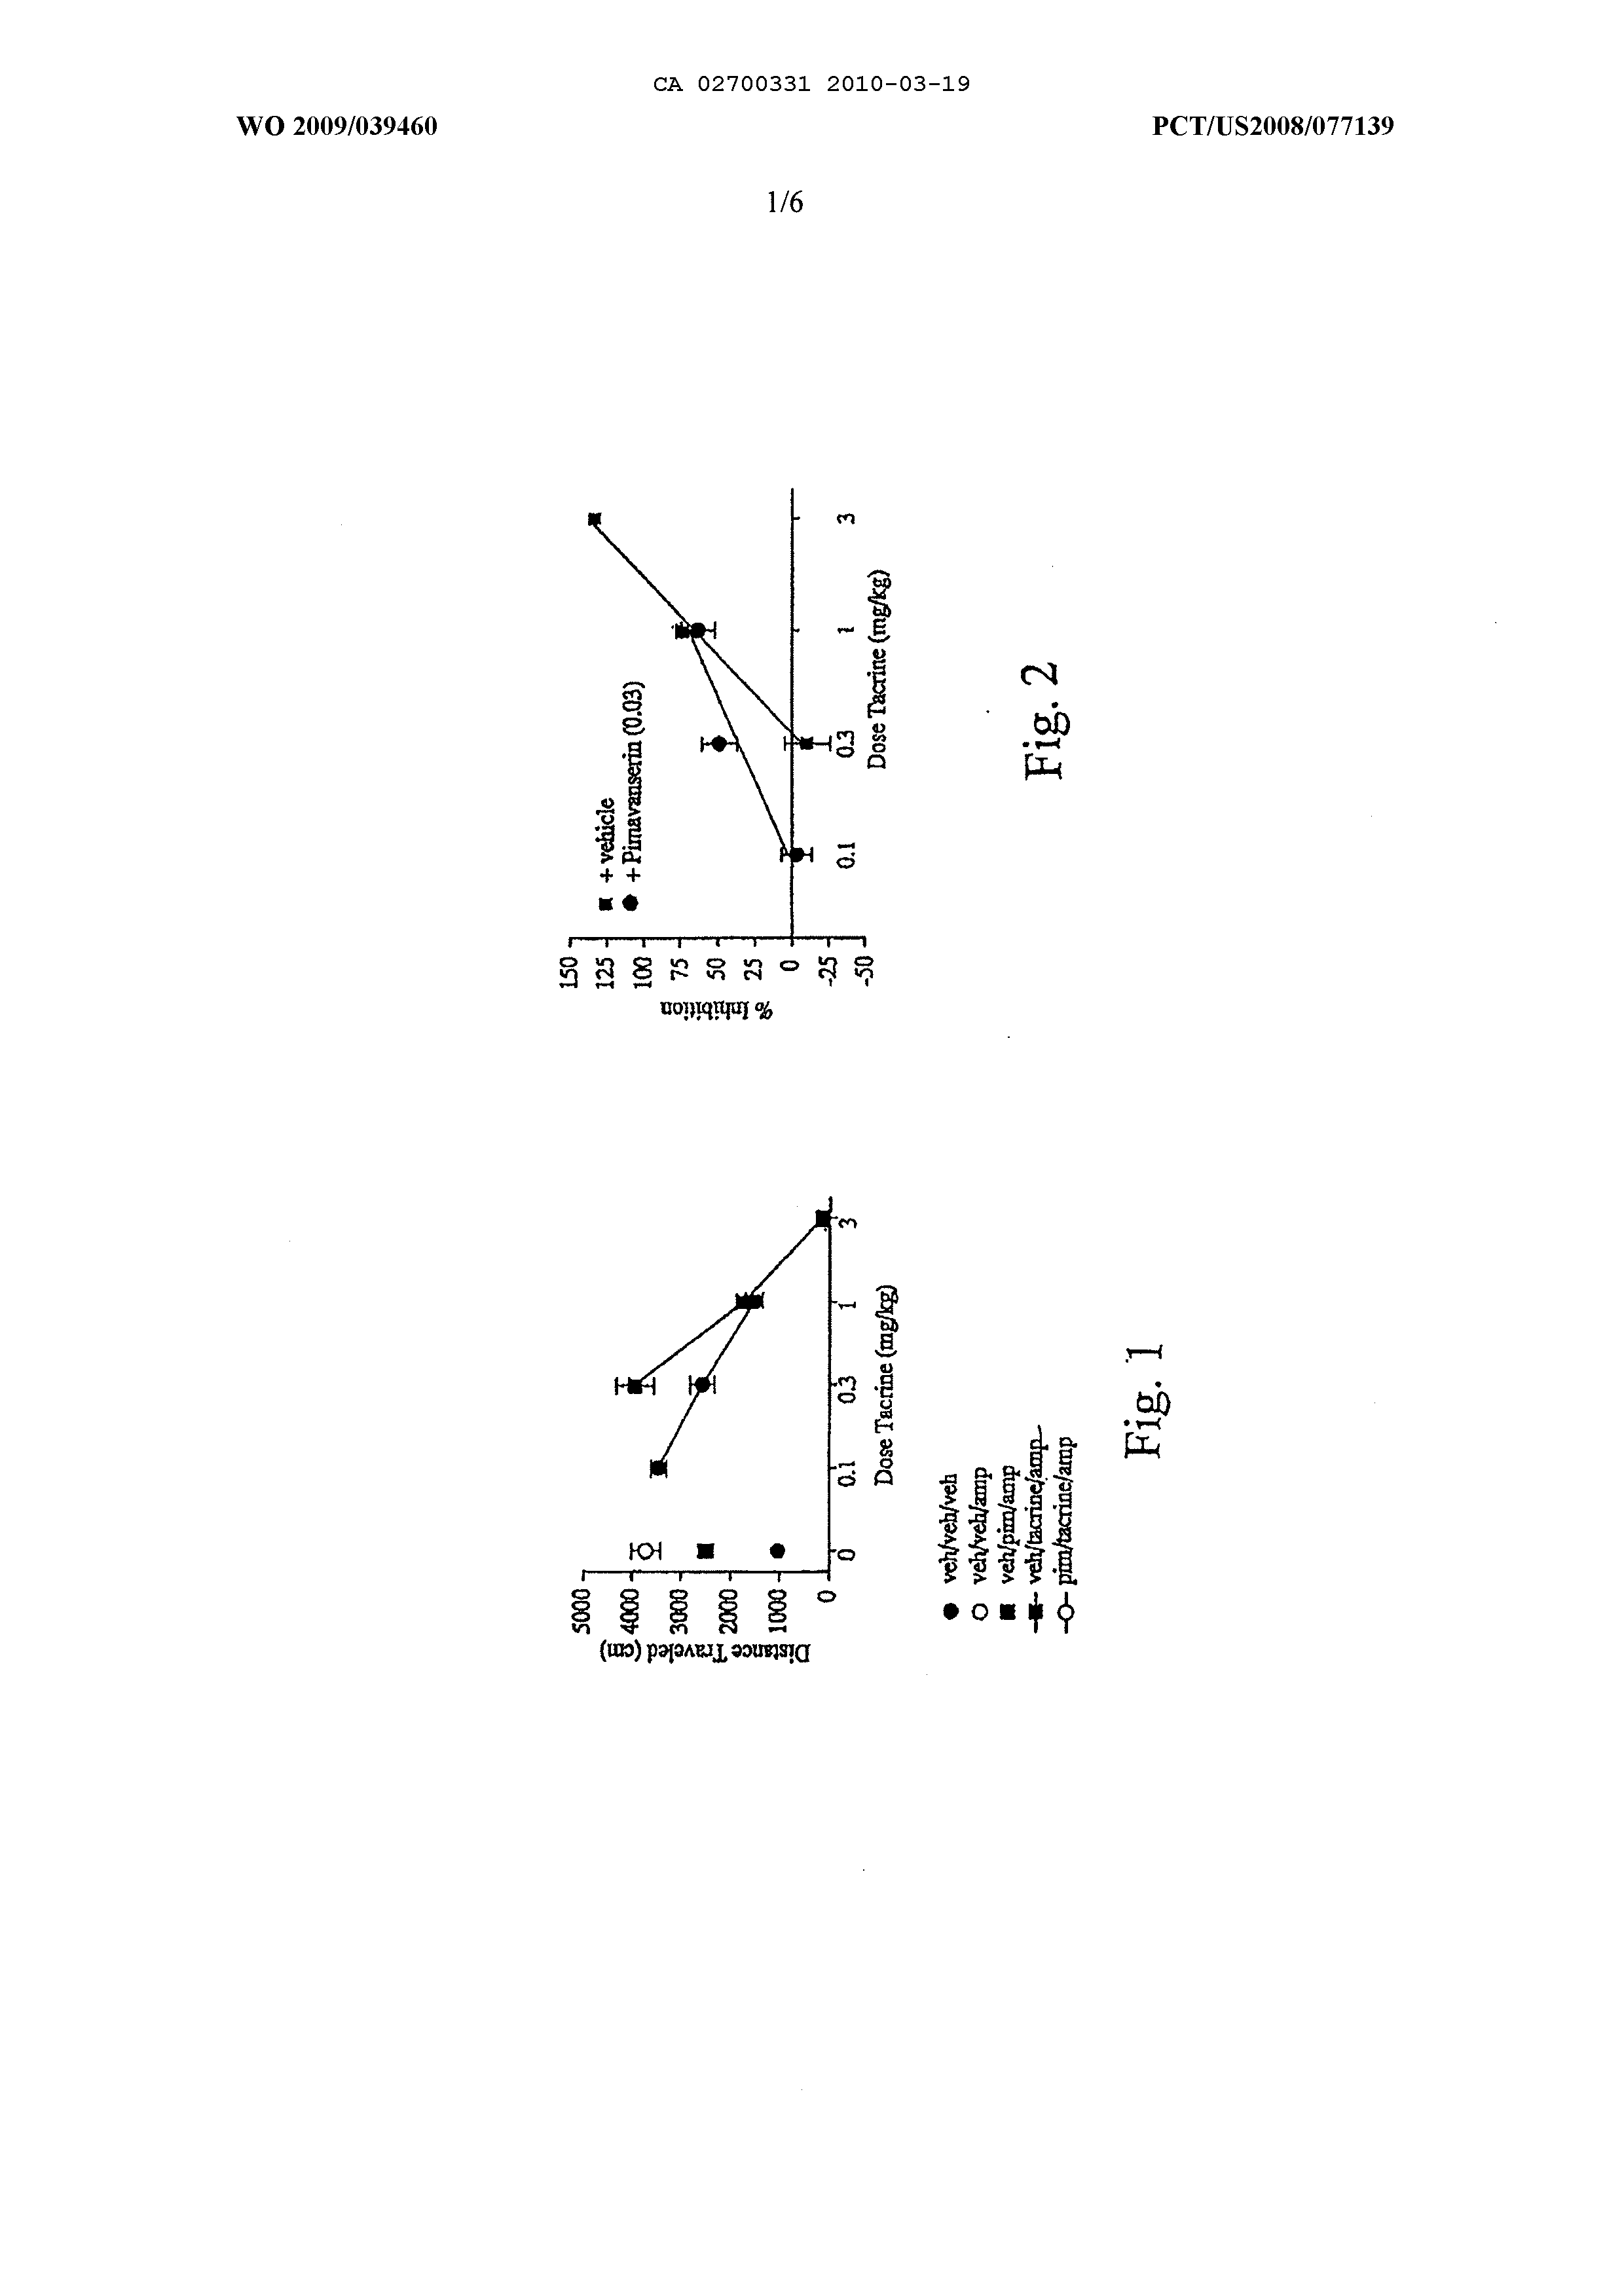 CA 02700331 2010-03-19
WO 2009/039460
PCT/US2008/077139
1/6
% Inhibition
150
125
100
75
50
25
0
-25
-50
+ vehicle
+ Pimavanserin (0.03)
0.1
0.3
1
3
Dose Tacrine (mg/kg)
Fig. 2
Distance Traveled (cm)
5000
4000
3000
2000
1000
0
0
0.1
0.3
1
3
Dose Tacrine (mg/kg)
veh/veh/veh
veh/veh/amp
veh/pim/amp
veh/tacrine/amp
pim/tacrine/amp
Fig. 1